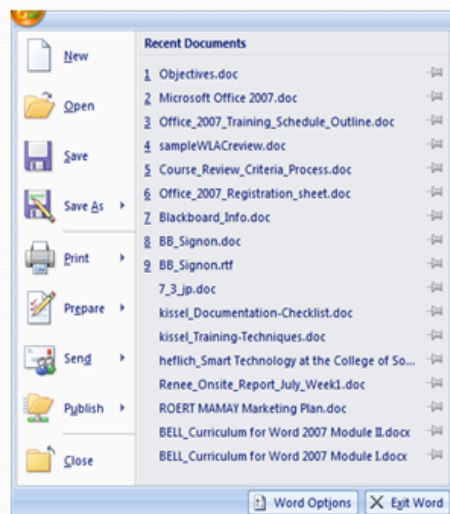 New
Open
Save
Save As
Print
Prepare
Send
Publish
Close
Recent Documents
1 Objectives.doc
2 Microsoft Office 2007.doc
3 Office_2007_Training_Schedule_Outline.doc
4 sampleWLACreview.doc
5 Course_Review_Criteria_Process.doc
6 Office_2007_Registration_sheet.doc
7 Blackboard_Info.doc
8 BB_Signon.doc
9 BB_Signon.rtf
7_3_jp.doc
kissel_Documentation-Checklist.doc
kissel_Training-Techniques.doc
heflich_Smart Technology at the College of So...
Renee_Onsite_Report_July_Week1.doc
ROERT MAMAY Marketing Plan.doc
BELL_Curriculum for Word 2007 Module II.docx
BELL_Curriculum for Word 2007 Module I.docx
Word Options
Exit Word